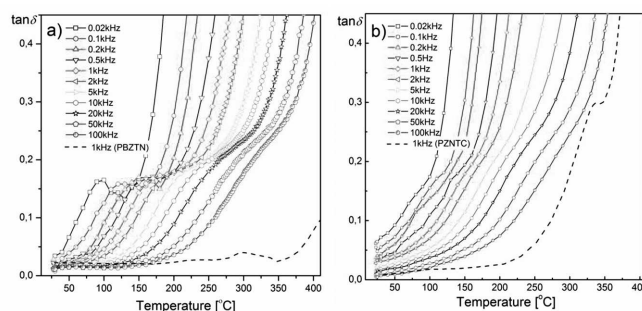 tanδ
a)
0.02kHz
0.1kHz
0.2kHz
0.5kHz
1kHz
2kHz
5kHz
10kHz
20kHz
50kHz
100kHz
1kHz (PBZTN)
0,4
0,3
0,2
0,1
0,0
50 100 150 200 250 300 350 400
Temperature [°C]
tanδ
b)
0.02kHz
0.1kHz
0.2kHz
0.5Hz
1kHz
2kHz
5kHz
10kHz
20kHz
50kHz
100kHz
1kHz (PZNTC)
0,4
0,3
0,2
0,1
0,0
50 100 150 200 250 300 350 400
Temperature [°C]